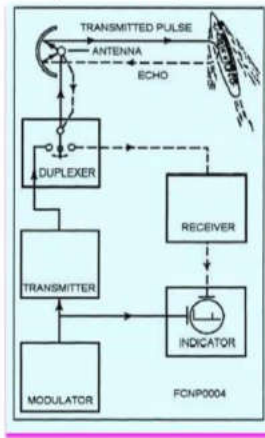 TRANSMITTED PULSE
ANTENNA
ECHO
DUPLEXER
RECEIVER
TRANSMITTER
INDICATOR
MODULATOR
FCNP0004